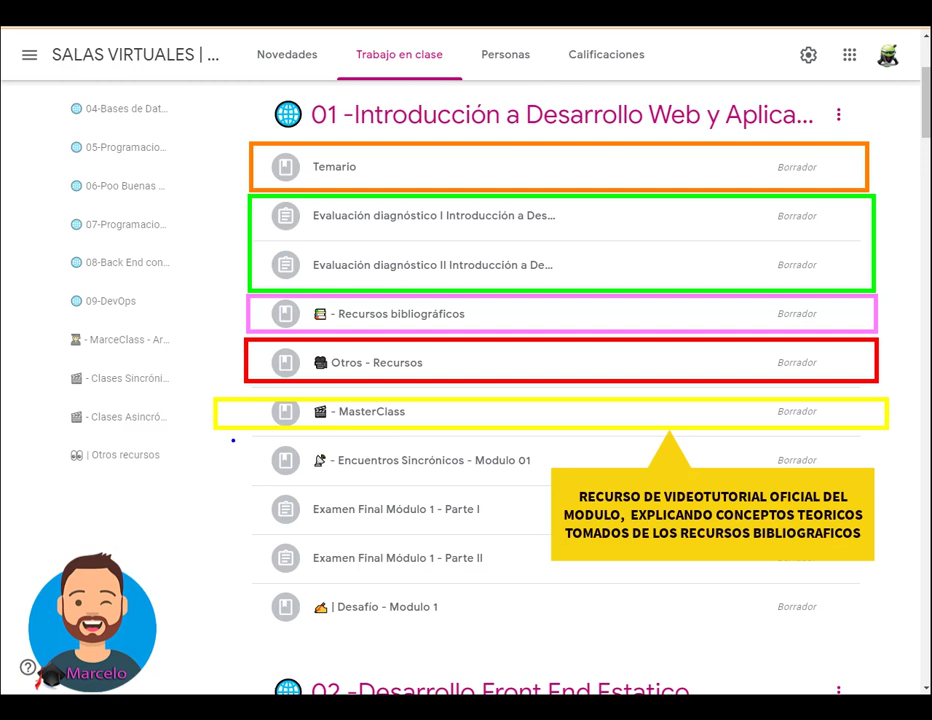 SALAS VIRTUALES | ...
Novedades
Trabajo en clase
Personas
Calificaciones
04-Bases de Dat...
05-Programacio...
06-Poo Buenas ...
07-Programacio...
08-Back End con...
09-DevOps
- MarceClass - Ar...
- Clases Sincróni...
- Clases Asincró...
| Otros recursos
01 -Introducción a Desarrollo Web y Aplica...
Temario Borrador
Evaluación diagnóstico I Introducción a Des... Borrador
Evaluación diagnóstico II Introducción a De... Borrador
- Recursos bibliográficos Borrador
Otros - Recursos Borrador
- MasterClass Borrador
- Encuentros Sincrónicos - Modulo 01 Borrador
Examen Final Módulo 1 - Parte I
Examen Final Módulo 1 - Parte II
| Desafío - Modulo 1 Borrador
RECURSO DE VIDEOTUTORIAL OFICIAL DEL
MODULO, EXPLICANDO CONCEPTOS TEORICOS
TOMADOS DE LOS RECURSOS BIBLIOGRAFICOS
Marcelo
02 -Desarrollo Front End Estatico